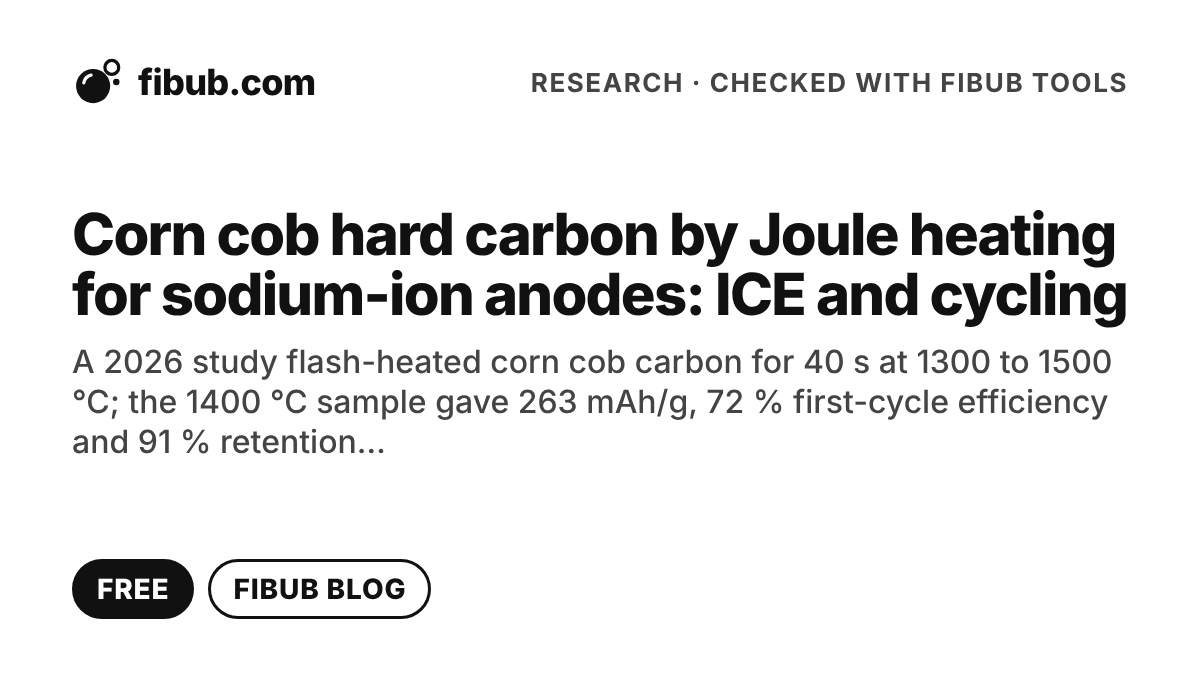 fibub.com
RESEARCH · CHECKED WITH FIBUB TOOLS
Corn cob hard carbon by Joule heating
for sodium-ion anodes: ICE and cycling
A 2026 study flash-heated corn cob carbon for 40 s at 1300 to 1500
°C; the 1400 °C sample gave 263 mAh/g, 72 % first-cycle efficiency
and 91 % retention…
FREE
FIBUB BLOG